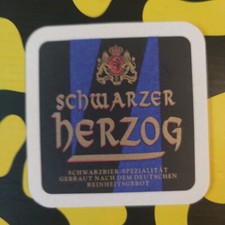 SCHWARZER
HERZOG
SCHWARZBIER-SPEZIALITÄT
GEBRAUT NACH DEM DEUTSCHEN
REINHEITSGEBOT